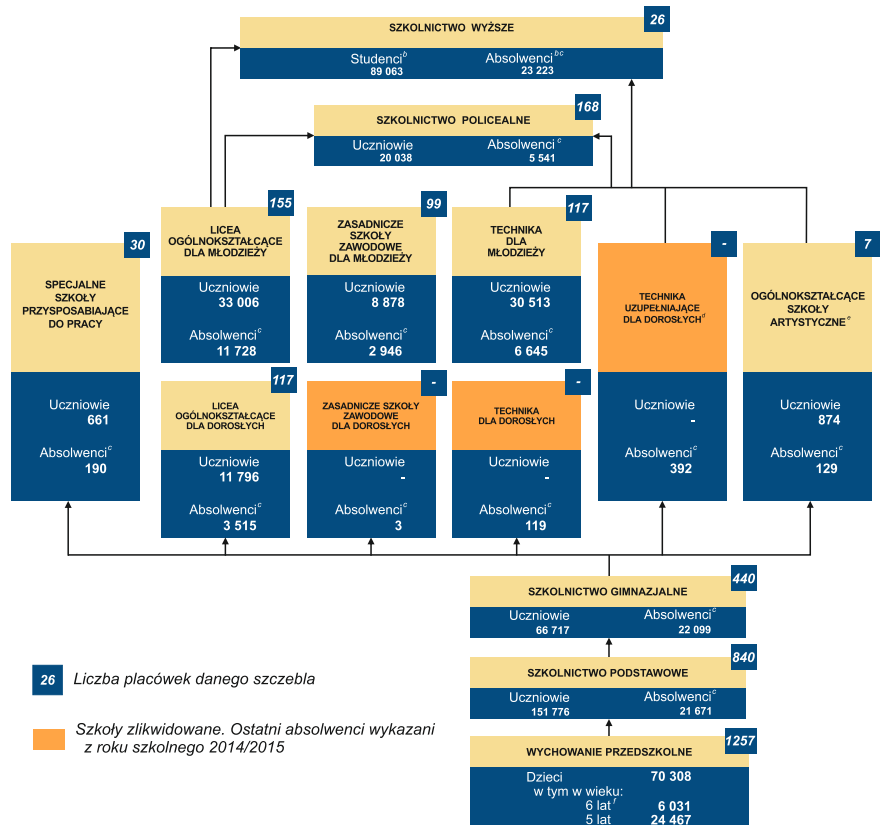 26
SZKOLNICTWO WYŻSZE
Studenci^b Absolwenci^bc
89 063 23 223
168
SZKOLNICTWO POLICEALNE
Uczniowie Absolwenci^c
20 038 5 541
30
SPECJALNE
SZKOŁY
PRZYSPOSABIAJĄCE
DO PRACY
Uczniowie
661
Absolwenci^c
190
155
LICEA
OGÓLNOKSZTAŁCĄCE
DLA MŁODZIEŻY
Uczniowie
33 006
Absolwenci^c
11 728
99
ZASADNICZE
SZKOŁY
ZAWODOWE
DLA MŁODZIEŻY
Uczniowie
8 878
Absolwenci^c
2 946
117
TECHNIKA
DLA
MŁODZIEŻY
Uczniowie
30 513
Absolwenci^c
6 645
-
TECHNIKA
UZUPEŁNIAJĄCE
DLA DOROSŁYCH^d
Uczniowie
-
Absolwenci^c
392
7
OGÓLNOKSZTAŁCĄCE
SZKOŁY
ARTYSTYCZNE^e
Uczniowie
874
Absolwenci^c
129
117
LICEA
OGÓLNOKSZTAŁCĄCE
DLA DOROSŁYCH
Uczniowie
11 796
Absolwenci^c
3 515
-
ZASADNICZE SZKOŁY
ZAWODOWE
DLA DOROSŁYCH
Uczniowie
-
Absolwenci^c
3
-
TECHNIKA
DLA DOROSŁYCH
Uczniowie
-
Absolwenci^c
119
440
SZKOLNICTWO GIMNAZJALNE
Uczniowie Absolwenci^c
66 717 22 099
840
SZKOLNICTWO PODSTAWOWE
Uczniowie Absolwenci^c
151 776 21 671
1257
WYCHOWANIE PRZEDSZKOLNE
Dzieci 70 308
w tym w wieku:
6 lat^f 6 031
5 lat 24 467
26 Liczba placówek danego szczebla
Szkoły zlikwidowane. Ostatni absolwenci wykazani
z roku szkolnego 2014/2015